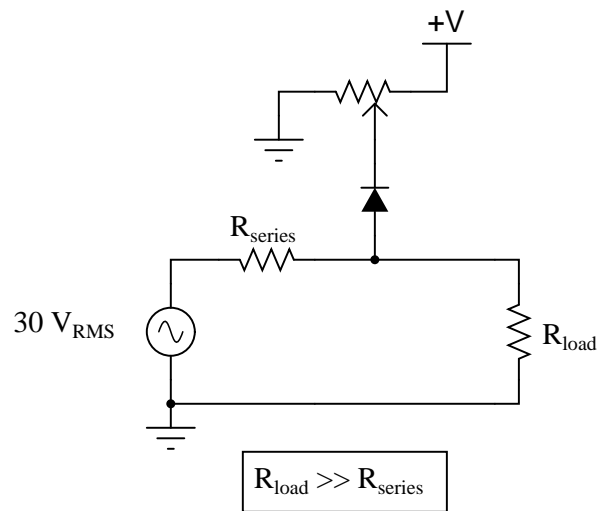 +V
R_series
30 V_RMS
R_load
R_load >> R_series